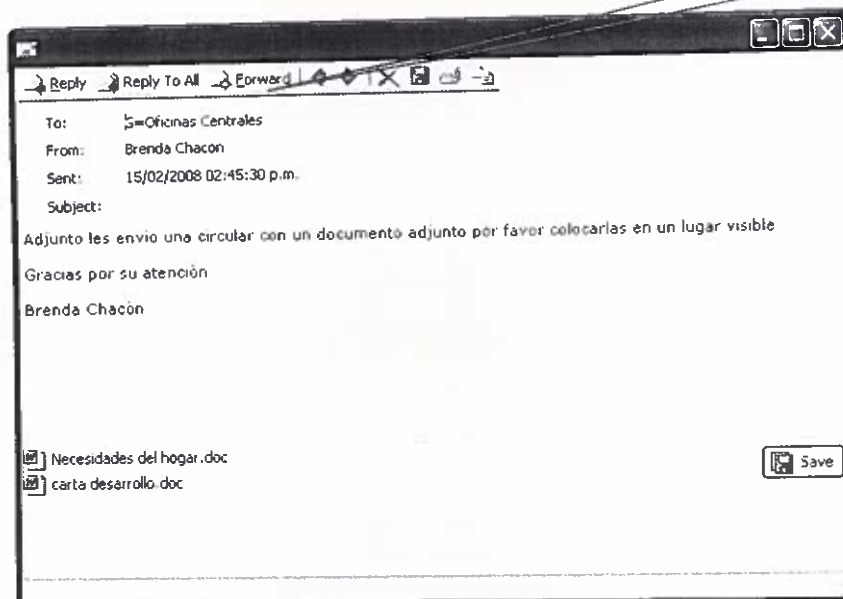 Reply Reply To All Forward
To: S=Oficinas Centrales
From: Brenda Chacon
Sent: 15/02/2008 02:45:30 p.m.
Subject:
Adjunto les envio una circular con un documento adjunto por favor colocarlas en un lugar visible
Gracias por su atención
Brenda Chacón
Necesidades del hogar.doc
Save
carta desarrollo.doc